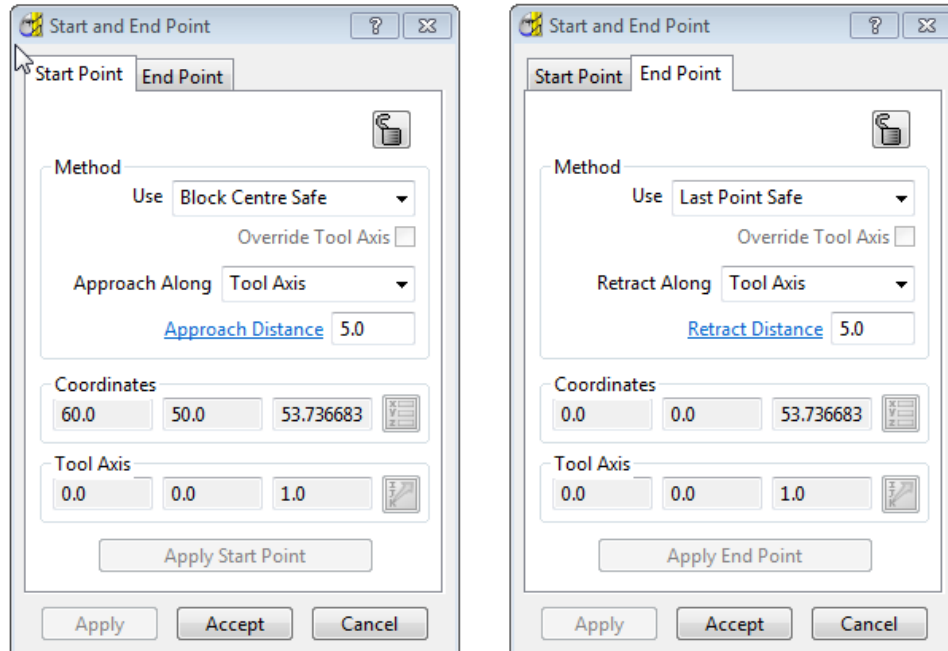 Start and End Point
Start Point End Point
Method
Use Block Centre Safe
Override Tool Axis
Approach Along Tool Axis
Approach Distance 5.0
Coordinates
60.0 50.0 53.736683
Tool Axis
0.0 0.0 1.0
Apply Start Point
Apply Accept Cancel
Start and End Point
Start Point End Point
Method
Use Last Point Safe
Override Tool Axis
Retract Along Tool Axis
Retract Distance 5.0
Coordinates
0.0 0.0 53.736683
Tool Axis
0.0 0.0 1.0
Apply End Point
Apply Accept Cancel